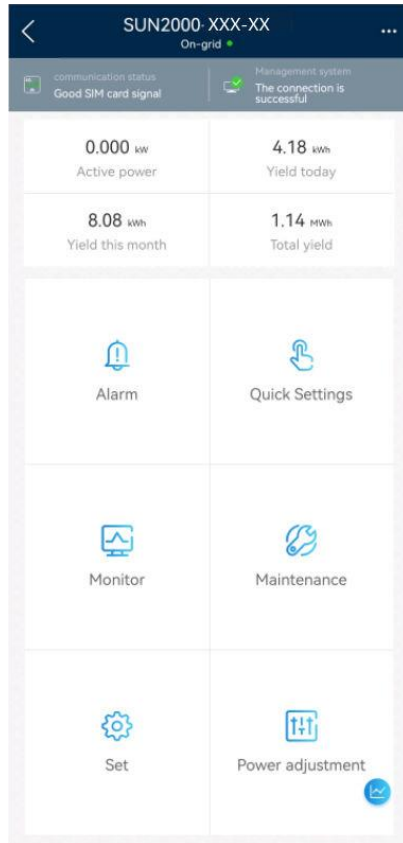 SUN2000- XXX-XX
On-grid
communication status
Good SIM card signal
Management system
The connection is
successful
0.000 kW
Active power
4.18 kWh
Yield today
8.08 kWh
Yield this month
1.14 MWh
Total yield
Alarm
Quick Settings
Monitor
Maintenance
Set
Power adjustment